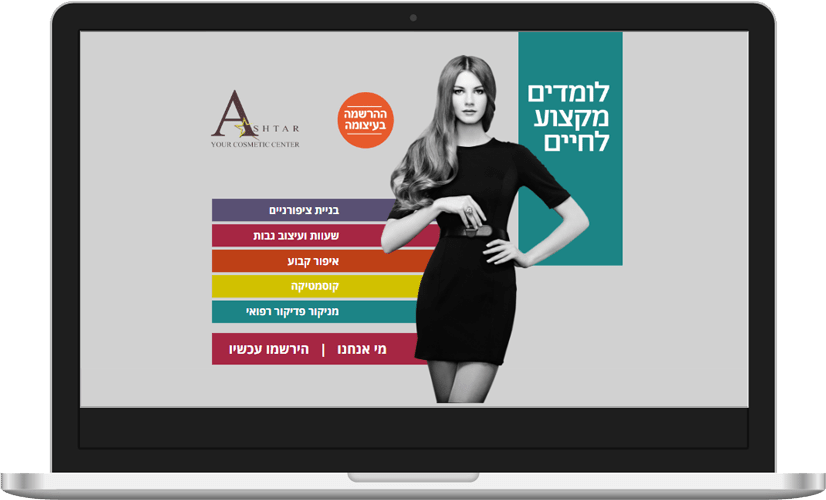 לומדים
מקצוע
לחיים
ההרשמה
בעיצומה
ASHTAR
YOUR COSMETIC CENTER
בניית ציפורניים
שעוות ועיצוב גבות
איפור קבוע
קוסמטיקה
מניקור פדיקור רפואי
מי אנחנו | הירשמו עכשיו